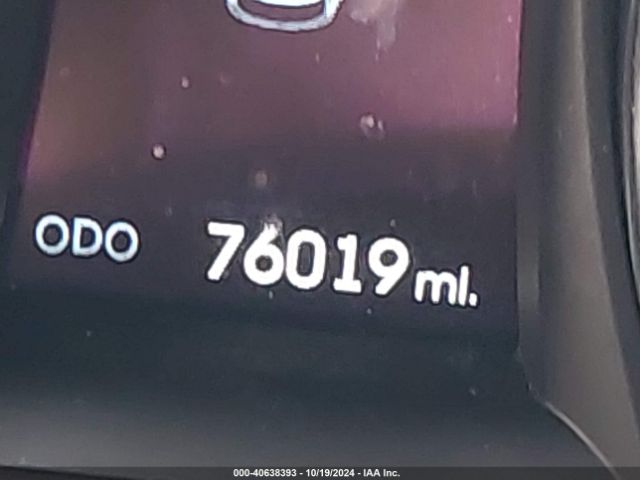 ODO 76019 ml.
000-40638393 - 10/19/2024 - IAA Inc.